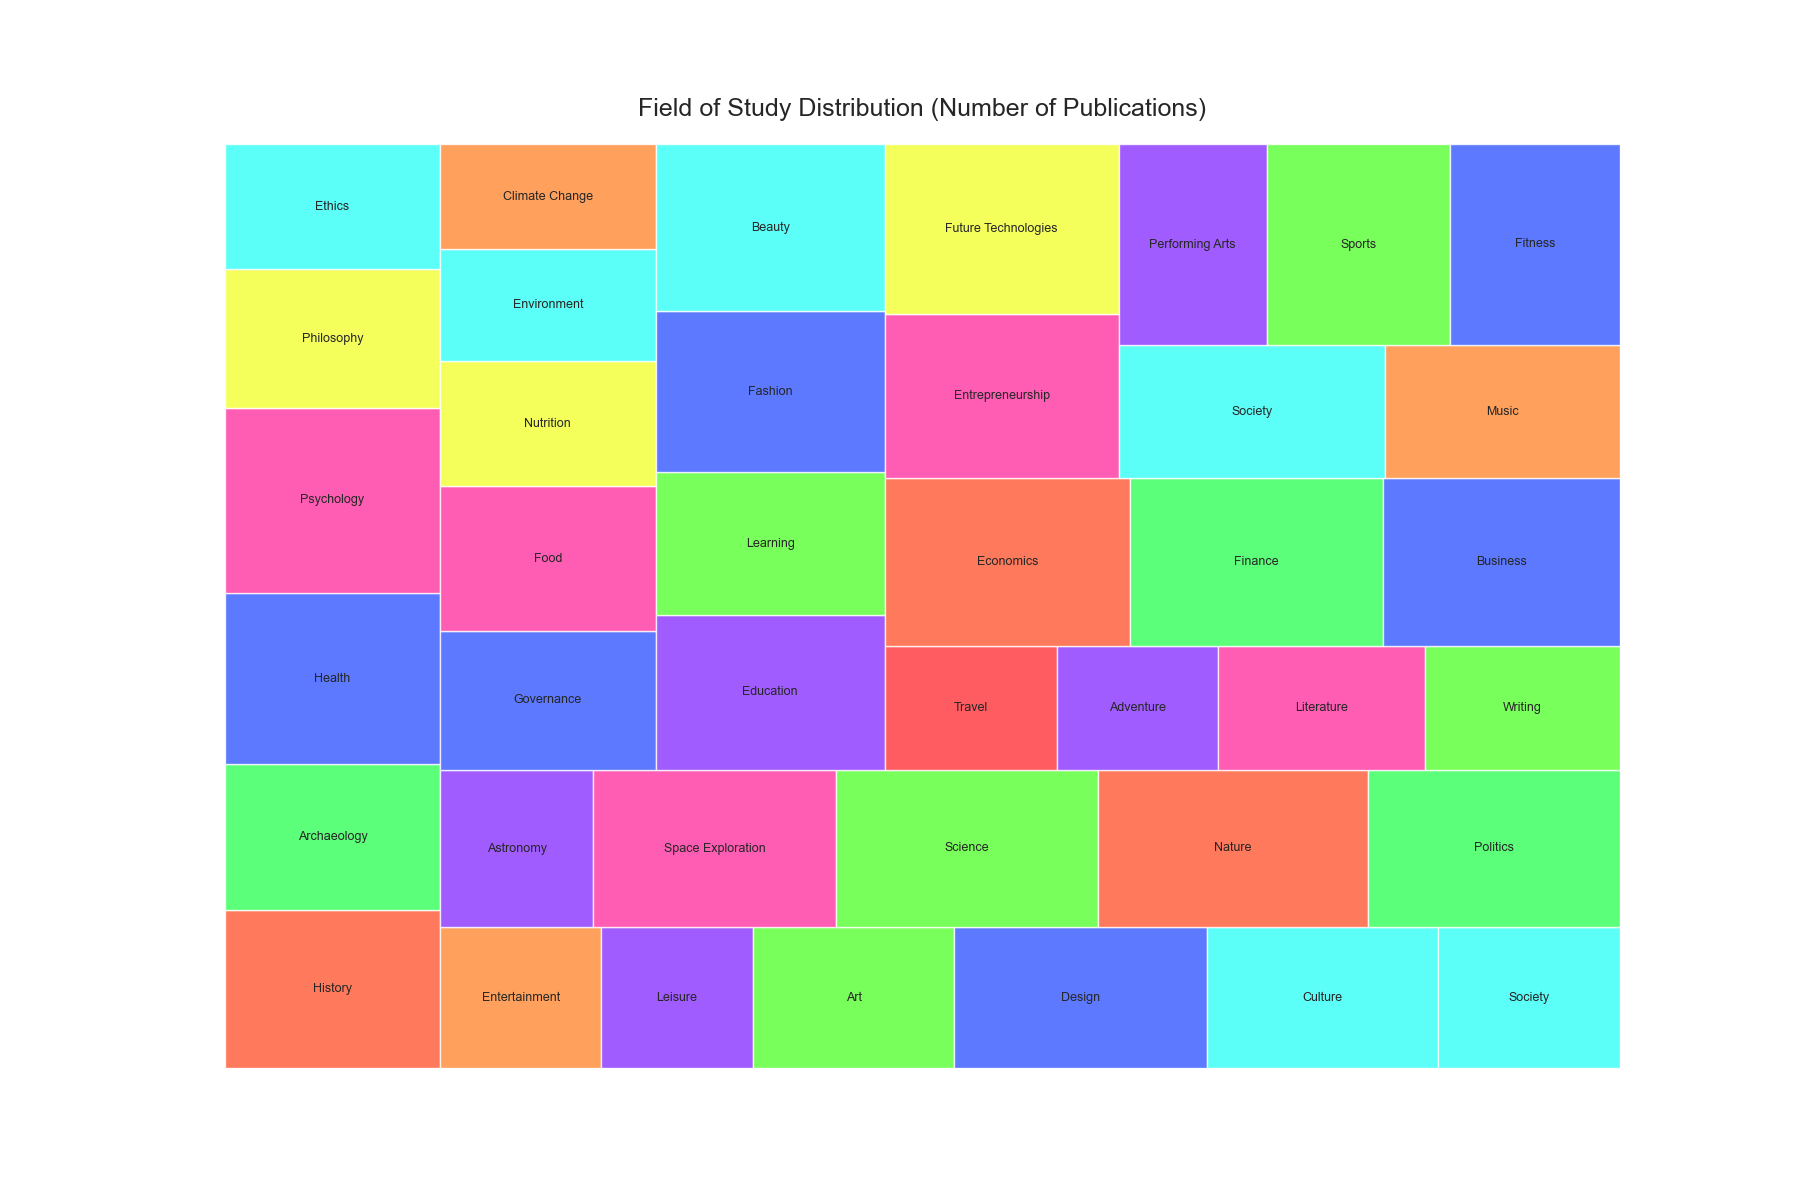 Field of Study Distribution (Number of Publications)
Ethics
Climate Change
Beauty
Future Technologies
Performing Arts
Sports
Fitness
Environment
Philosophy
Fashion
Entrepreneurship
Society
Music
Nutrition
Psychology
Food
Learning
Economics
Finance
Business
Health
Governance
Education
Travel
Adventure
Literature
Writing
Archaeology
Astronomy
Space Exploration
Science
Nature
Politics
History
Entertainment
Leisure
Art
Design
Culture
Society